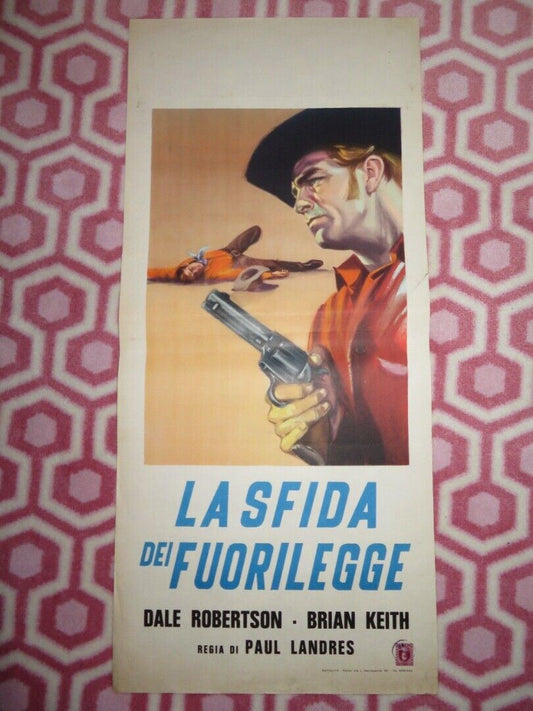 LA SFIDA
DEI FUORILEGGE
DALE ROBERTSON · BRIAN KEITH
REGIA DI PAUL LANDRES